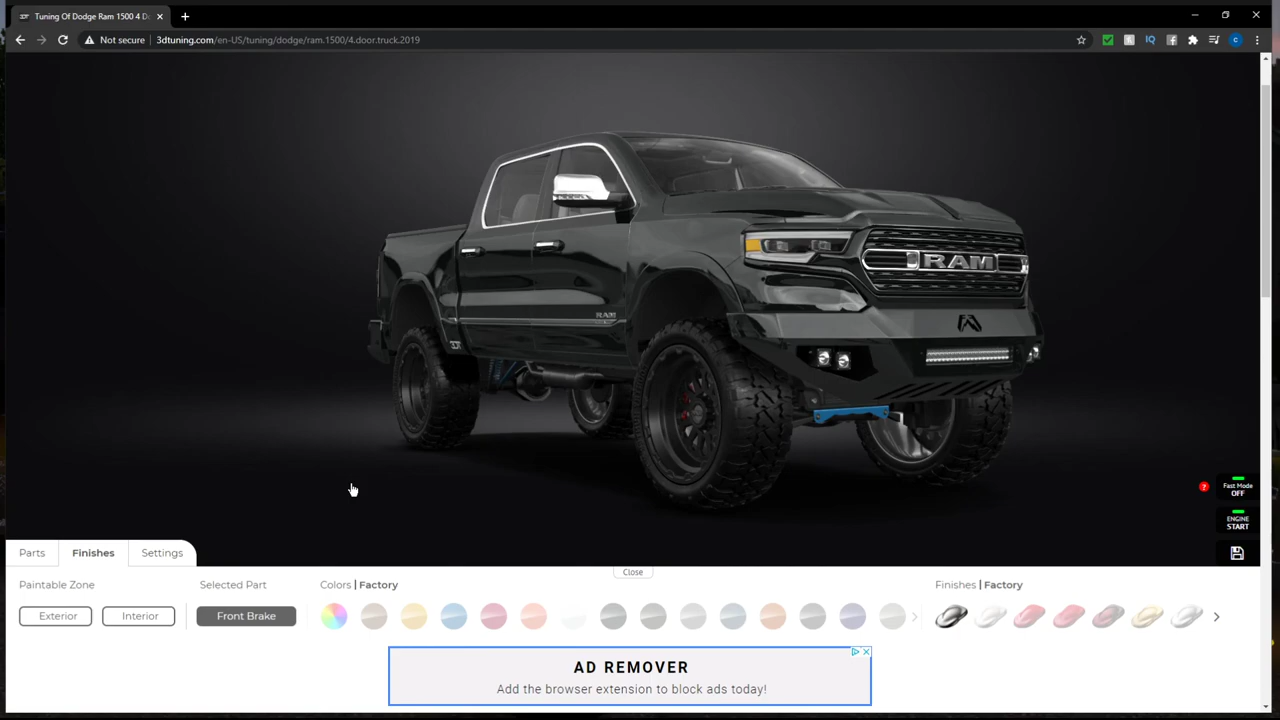 Tuning Of Dodge Ram 1500 4 Do
Not secure
3dtuning.com/en-US/tuning/dodge/ram.1500/4.door.truck.2019
IQ
c
RAM
RAM
?
Fast Mode
OFF
ENGINE
START
Parts
Finishes
Settings
Close
Paintable Zone
Selected Part
Colors | Factory
Finishes | Factory
Exterior
Interior
Front Brake
AD REMOVER
Add the browser extension to block ads today!